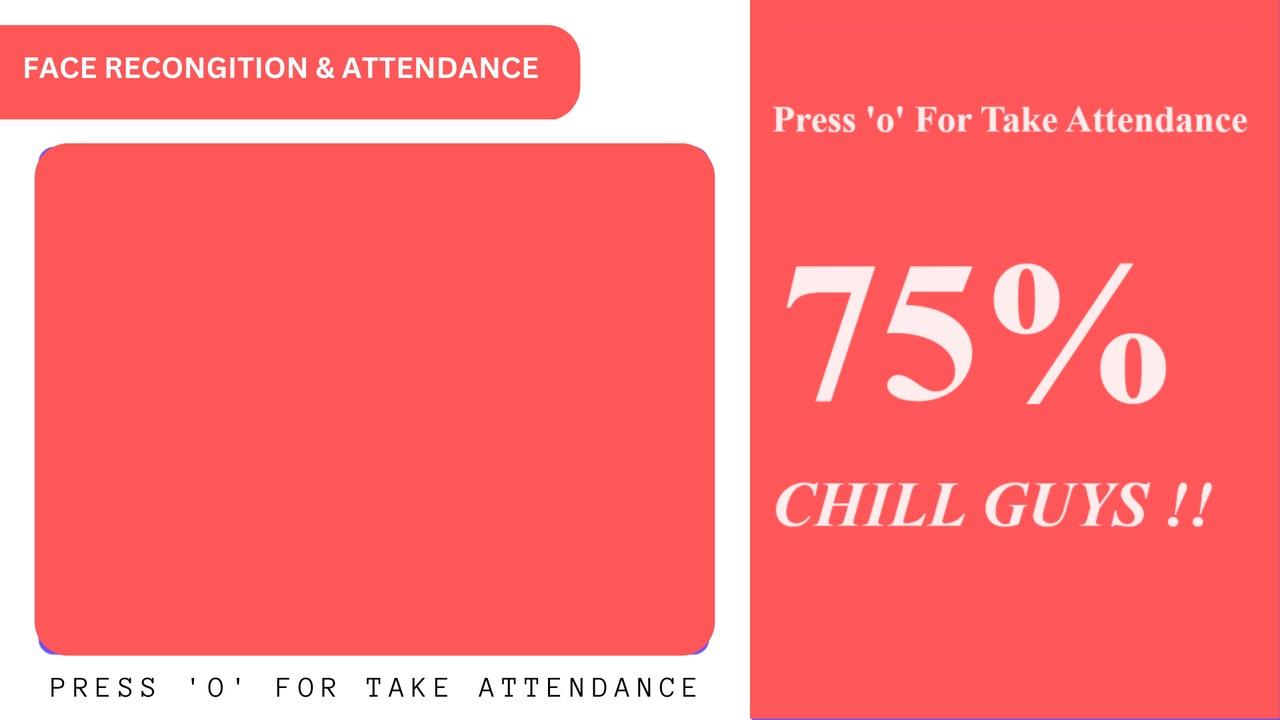 FACE RECONGITION & ATTENDANCE
PRESS 'O' FOR TAKE ATTENDANCE
Press 'o' For Take Attendance
75%
CHILL GUYS !!